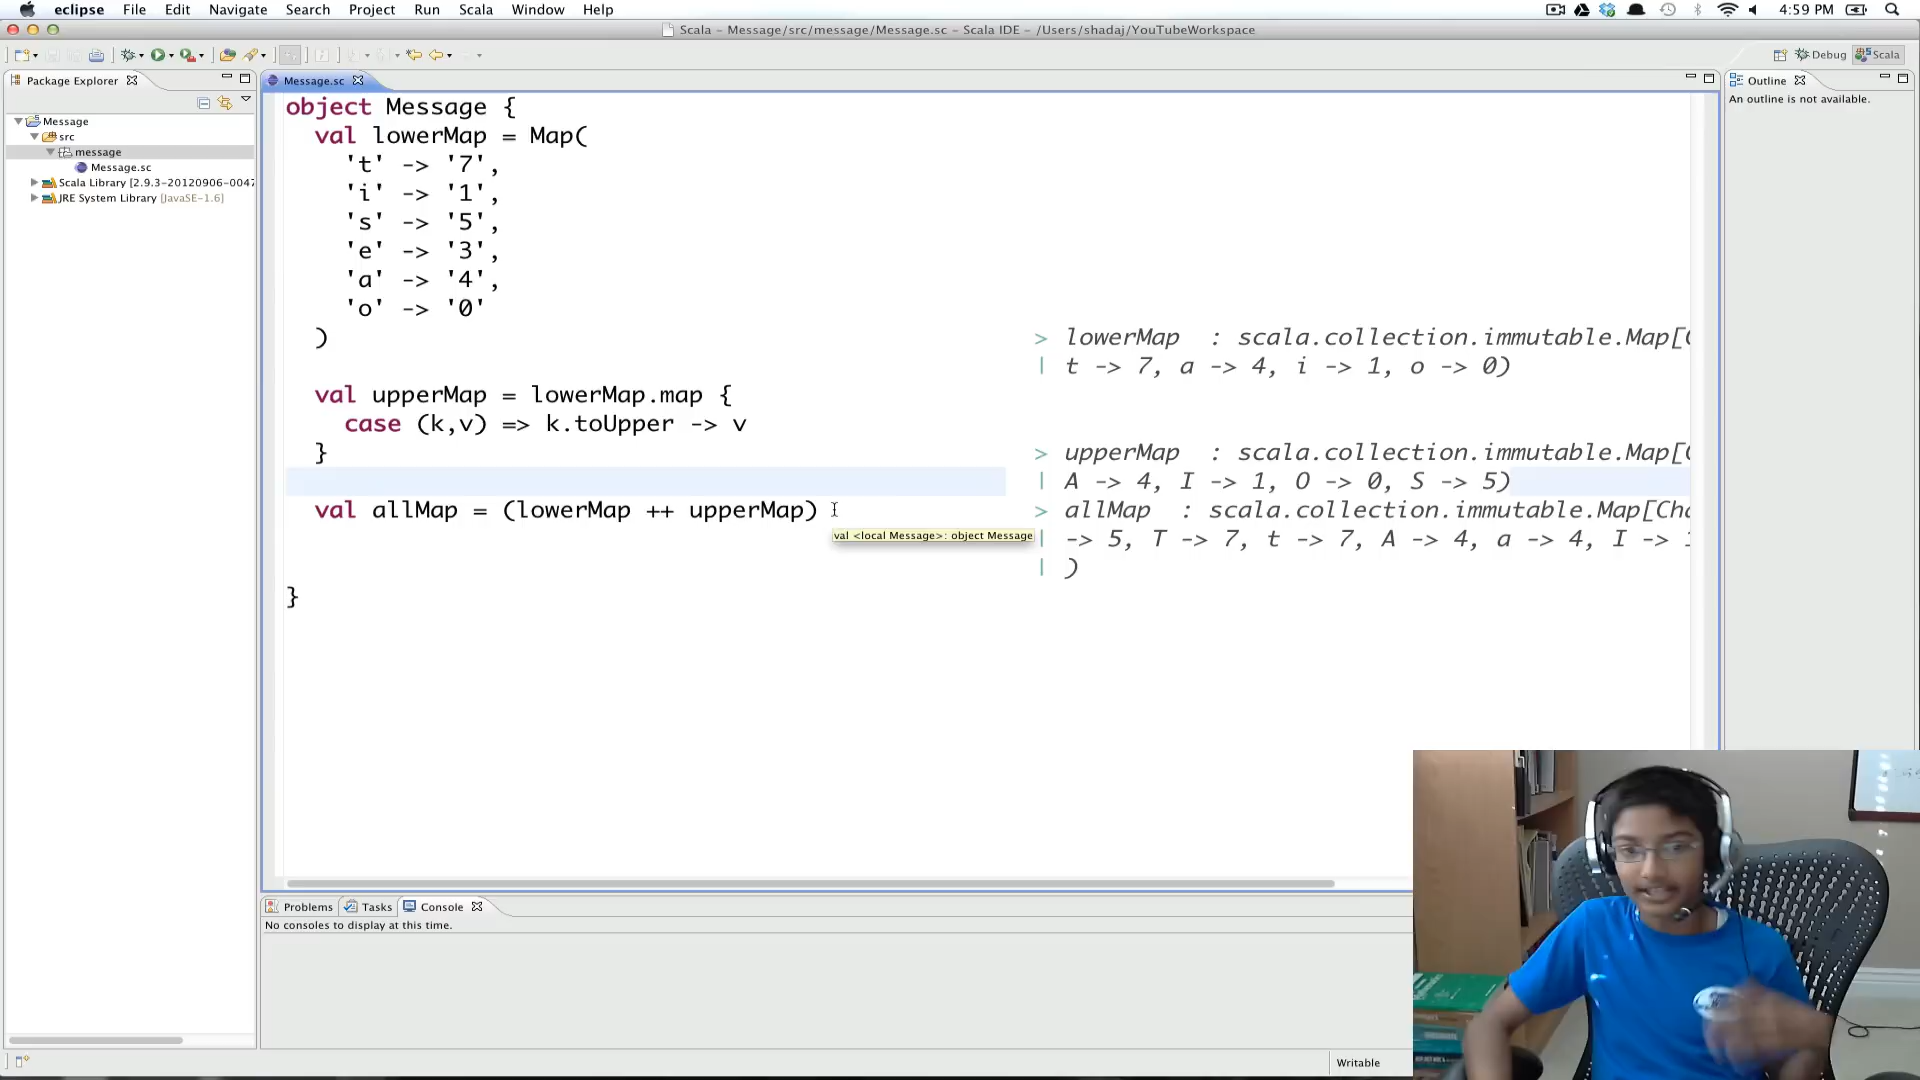 eclipse File Edit Navigate Search Project Run Scala Window Help 4:59 PM
Scala – Message/src/message/Message.sc – Scala IDE – /Users/shadaj/YouTubeWorkspace
Debug Scala
Package Explorer
Message
src
message
Message.sc
Scala Library [2.9.3-20120906-0047
JRE System Library [JavaSE-1.6]
Message.sc
object Message {
val lowerMap = Map(
't' -> '7',
'i' -> '1',
's' -> '5',
'e' -> '3',
'a' -> '4',
'o' -> '0'
)
val upperMap = lowerMap.map {
case (k,v) => k.toUpper -> v
}
val allMap = (lowerMap ++ upperMap)
val <local Message>: object Message
}
> lowerMap : scala.collection.immutable.Map[C
| t -> 7, a -> 4, i -> 1, o -> 0)
> upperMap : scala.collection.immutable.Map[C
| A -> 4, I -> 1, O -> 0, S -> 5)
> allMap : scala.collection.immutable.Map[Cha
| -> 5, T -> 7, t -> 7, A -> 4, a -> 4, I ->
| )
Outline
An outline is not available.
Problems Tasks Console
No consoles to display at this time.
Writable